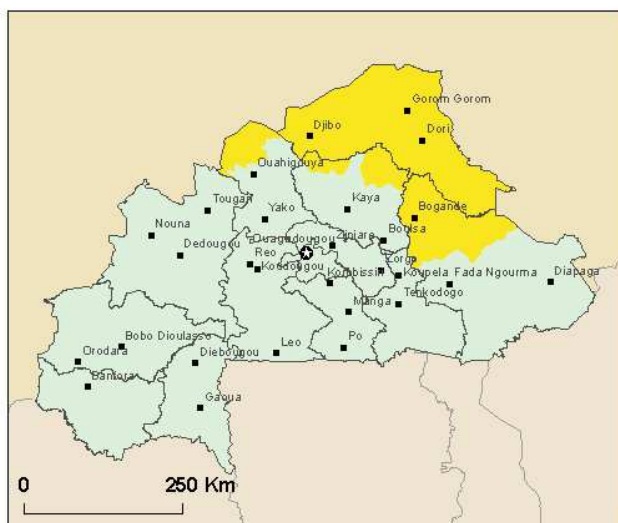 Gorom Gorom
Djibo
Dori
Ouahigouya
Tougan
Kaya
Bogande
Yako
Nouna
Boulsa
Ouagadougou
Ziniare
Dedougou
Reo
Zorgo
Koudougou
Kombissiri
Koupela
Fada Ngourma
Diapaga
Manga
Tenkodogo
Bobo Dioulasso
Po
Leo
Orodara
Diebougou
Banfora
Gaoua
0
250 Km